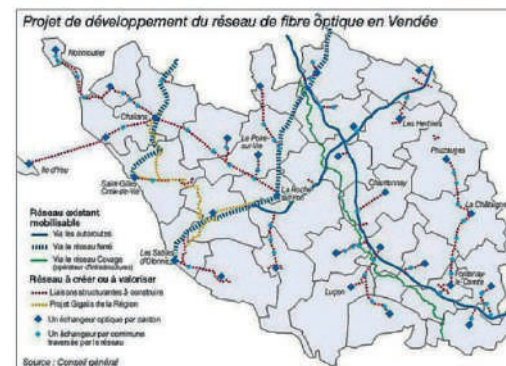 Projet de développement du réseau de fibre optique en Vendée
Noirmoutier
Challans
Ile d'Yeu
Saint-Gilles
Croix-de-Vie
Le Poiré
sur-Vie
La Roche
sur-Yon
Les Sables
d'Olonne
Les Herbiers
Pouzauges
Chantonnay
La Châtaigne
Fontenay
le-Comte
Luçon
Réseau existant
mobilisable
Via les autoroutes
Via le réseau ferré
Via le réseau Covage
(opérateur d'infrastructures)
Réseau à créer ou à valoriser
Liaisons structurantes à construire
Projet Gigalis de la Région
Un échangeur optique par canton
Un échangeur par commune
traversée par le réseau
Source : Conseil général